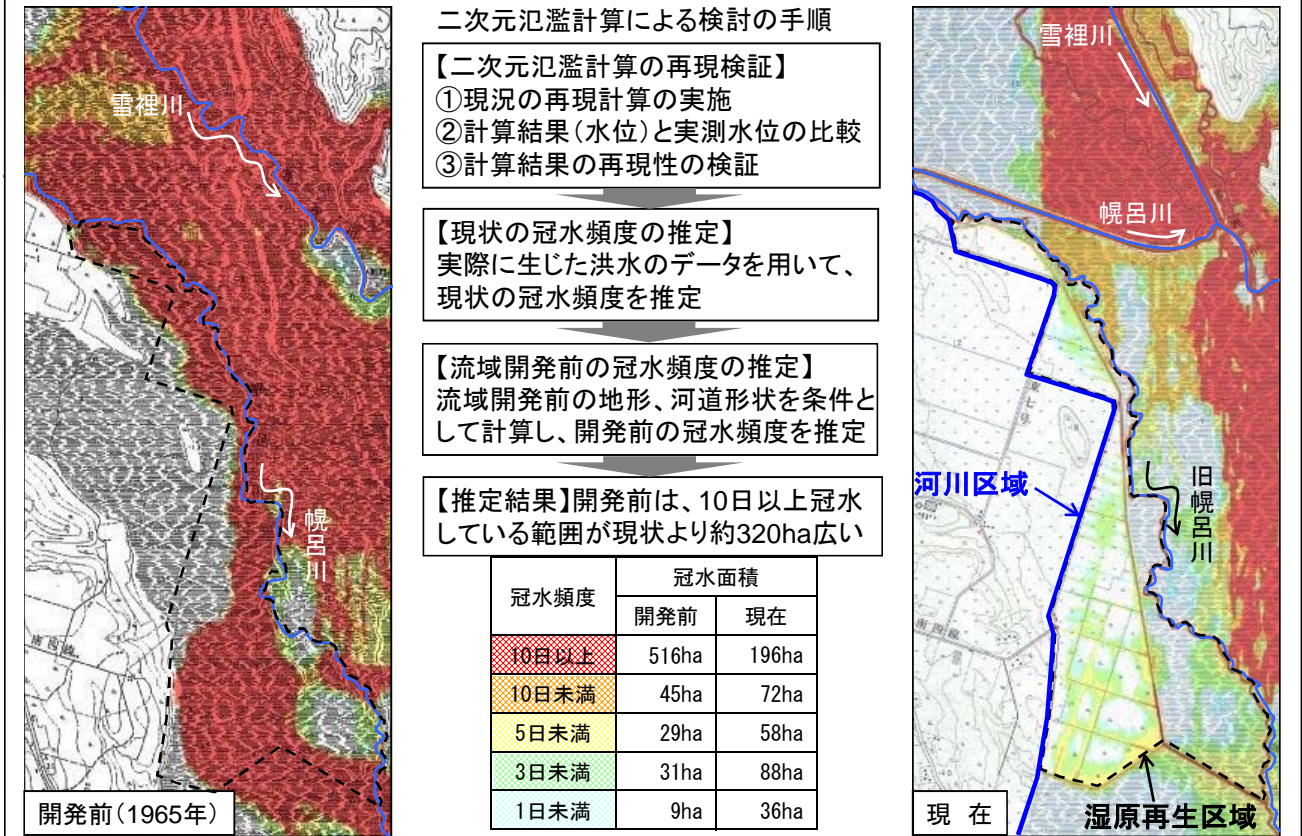 雪裡川
幌呂川
開発前(1965年)
二次元氾濫計算による検討の手順
【二次元氾濫計算の再現検証】
①現況の再現計算の実施
②計算結果(水位)と実測水位の比較
③計算結果の再現性の検証
【現状の冠水頻度の推定】
実際に生じた洪水のデータを用いて、
現状の冠水頻度を推定
【流域開発前の冠水頻度の推定】
流域開発前の地形、河道形状を条件と
して計算し、開発前の冠水頻度を推定
【推定結果】開発前は、10日以上冠水
している範囲が現状より約320ha広い
冠水頻度 冠水面積
開発前 現在
10日以上 516ha 196ha
10日未満 45ha 72ha
5日未満 29ha 58ha
3日未満 31ha 88ha
1日未満 9ha 36ha
雪裡川
幌呂川
河川区域
旧幌呂川
現 在
湿原再生区域